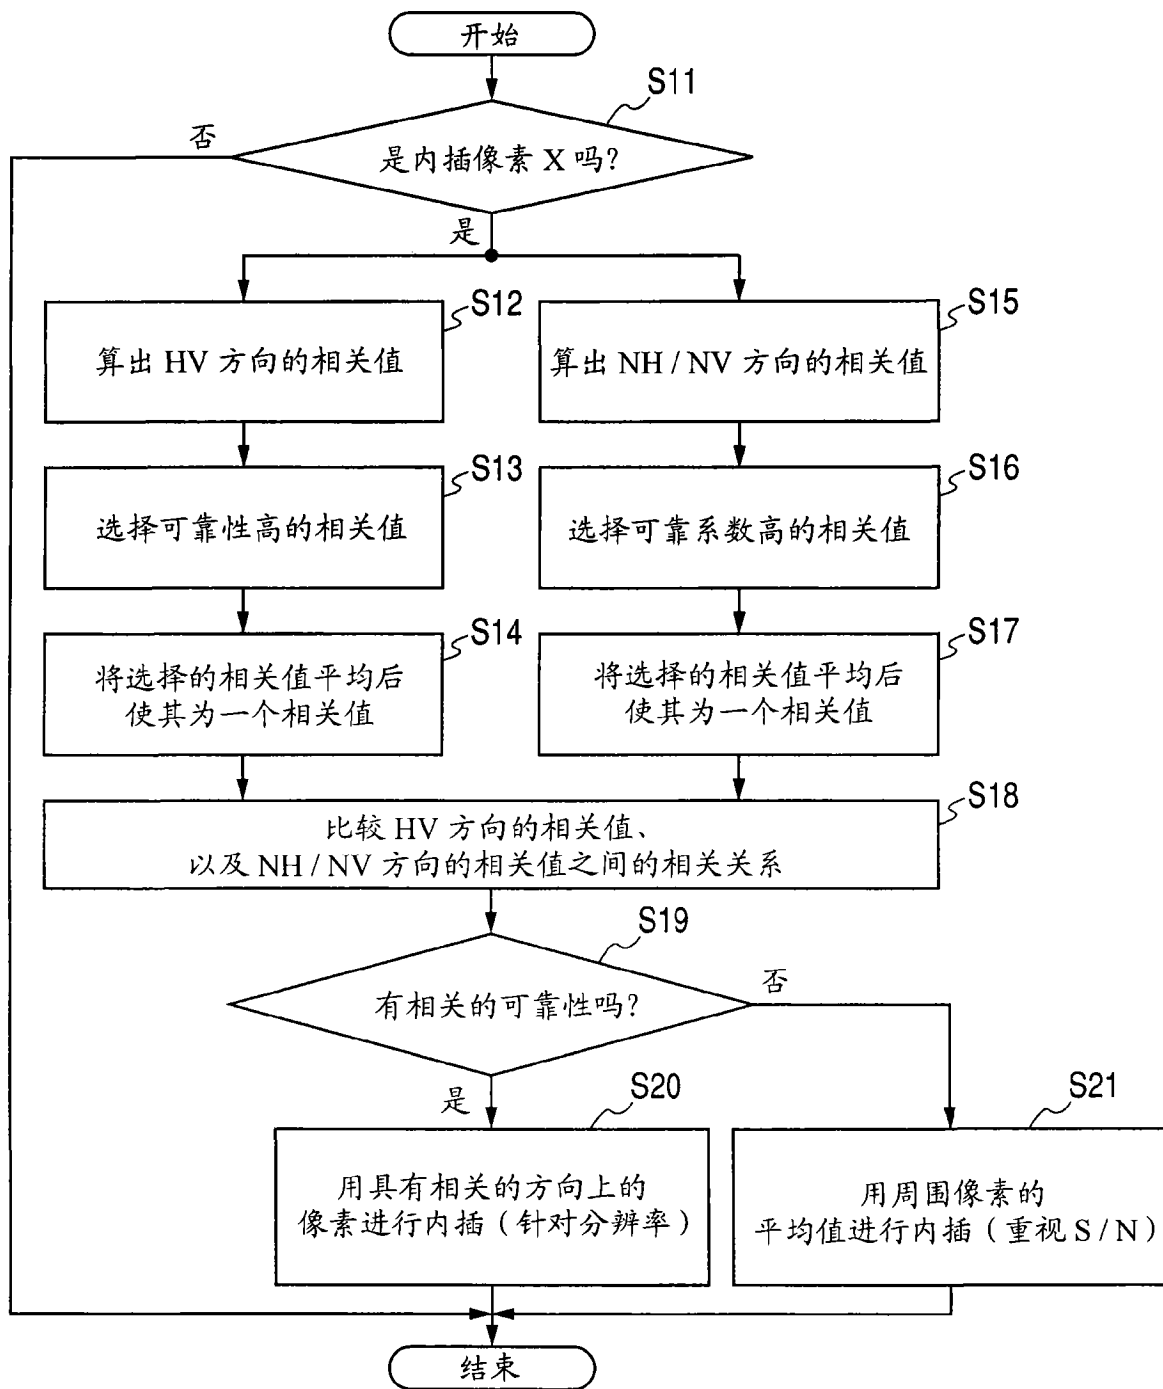 开始
S11
否
是内插像素 X 吗？
是
S12
算出 HV 方向的相关值
S15
算出 NH / NV 方向的相关值
S13
选择可靠性高的相关值
S16
选择可靠系数高的相关值
S14
将选择的相关值平均后
使其为一个相关值
S17
将选择的相关值平均后
使其为一个相关值
S18
比较 HV 方向的相关值、
以及 NH / NV 方向的相关值之间的相关关系
S19
有相关的可靠性吗？
否
是
S20
用具有相关的方向上的
像素进行内插（针对分辨率）
S21
用周围像素的
平均值进行内插（重视 S / N）
结束